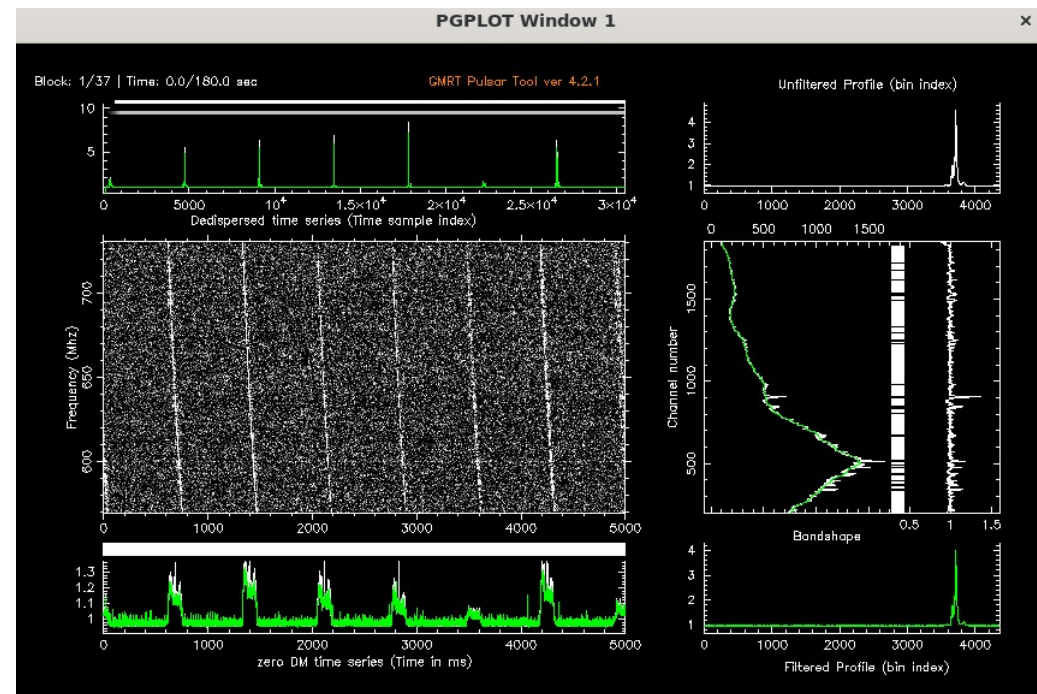 PGPLOT Window 1 ×
Block: 1/37 | Time: 0.0/180.0 sec
GMRT Pulsar Tool ver 4.2.1
Unfiltered Profile (bin index)
10
5
0 5000 10⁴ 1.5×10⁴ 2×10⁴ 2.5×10⁴ 3×10⁴
Dedispersed time series (Time sample index)
4
3
2
1
0 1000 2000 3000 4000
Frequency (Mhz)
700
650
600
0 1000 2000 3000 4000 5000
0 500 1000 1500
Channel number
1500
1000
500
0.5 1 1.5
Bandshape
1.3
1.2
1.1
1
0 1000 2000 3000 4000 5000
zero DM time series (Time in ms)
4
3
2
1
0 1000 2000 3000 4000
Filtered Profile (bin index)